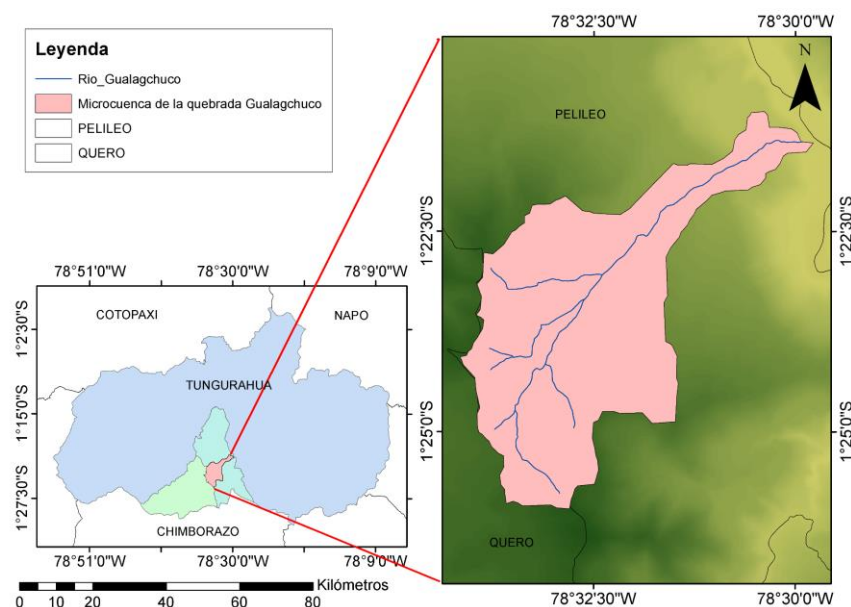 Leyenda
Rio_Gualagchuco
Microcuenca de la quebrada Gualagchuco
PELILEO
QUERO
78°51'0"W 78°30'0"W 78°9'0"W
COTOPAXI NAPO
1°2'30"S 1°2'30"S
TUNGURAHUA
1°15'0"S 1°15'0"S
1°27'30"S 1°27'30"S
CHIMBORAZO
78°51'0"W 78°30'0"W 78°9'0"W
0 10 20 40 60 80 Kilómetros
78°32'30"W 78°30'0"W
N
PELILEO
1°22'30"S 1°22'30"S
1°25'0"S 1°25'0"S
QUERO
78°32'30"W 78°30'0"W